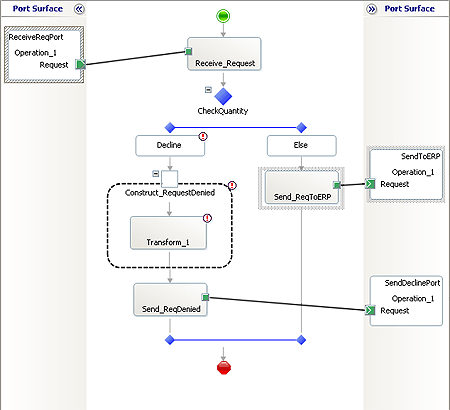 Port Surface
Port Surface
ReceiveReqPort
Operation_1
Request
Receive_Request
CheckQuantity
Decline
Else
Construct_RequestDenied
Transform_1
Send_ReqToERP
SendToERP
Operation_1
Request
Send_ReqDenied
SendDeclinePort
Operation_1
Request